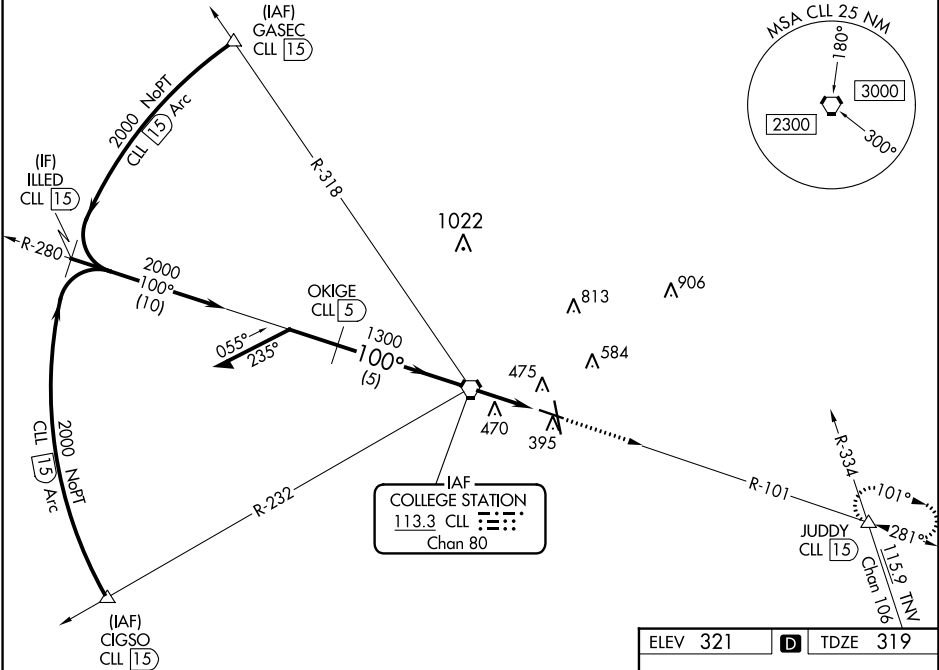 (IAF)
GASEC
CLL 15
MSA CLL 25 NM
180°
3000
2300
300°
2000 NoPT
CLL 15 Arc
(IF)
ILLED
CLL 15
R-318
R-280
2000
100°
(10)
1022
813
906
584
OKIGE
CLL 5
1300
100°
(5)
055°
235°
475
470
395
2000 NoPT
CLL 15 Arc
R-232
IAF
COLLEGE STATION
113.3 CLL
Chan 80
R-101
R-334
101°
281°
JUDDY
CLL 15
115.9 TNV
Chan 106
(IAF)
CIGSO
CLL 15
ELEV 321 D TDZE 319